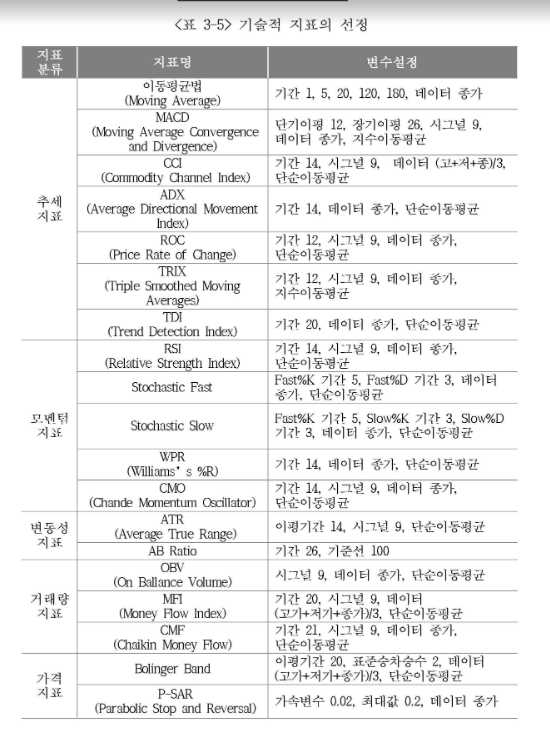 <표 3-5> 기술적 지표의 선정
지표 분류 지표명 변수설정
추세 지표
이동평균법 (Moving Average) 기간 1, 5, 20, 120, 180, 데이터 종가
MACD (Moving Average Convergence and Divergence) 단기이평 12, 장기이평 26, 시그널 9, 데이터 종가, 지수이동평균
CCI (Commodity Channel Index) 기간 14, 시그널 9, 데이터 (고+저+종)/3, 단순이동평균
ADX (Average Directional Movement Index) 기간 14, 데이터 종가, 단순이동평균
ROC (Price Rate of Change) 기간 12, 시그널 9, 데이터 종가, 단순이동평균
TRIX (Triple Smoothed Moving Averages) 기간 12, 시그널 9, 데이터 종가, 지수이동평균
TDI (Trend Detection Index) 기간 20, 데이터 종가, 단순이동평균
모멘텀 지표
RSI (Relative Strength Index) 기간 14, 시그널 9, 데이터 종가, 단순이동평균
Stochastic Fast Fast%K 기간 5, Fast%D 기간 3, 데이터 종가, 단순이동평균
Stochastic Slow Fast%K 기간 5, Slow%K 기간 3, Slow%D 기간 3, 데이터 종가, 단순이동평균
WPR (Williams’s %R) 기간 14, 데이터 종가, 단순이동평균
CMO (Chande Momentum Oscillator) 기간 14, 시그널 9, 데이터 종가, 단순이동평균
변동성 지표
ATR (Average True Range) 이평기간 14, 시그널 9, 단순이동평균
AB Ratio 기간 26, 기준선 100
거래량 지표
OBV (On Ballance Volume) 시그널 9, 데이터 종가, 단순이동평균
MFI (Money Flow Index) 기간 20, 시그널 9, 데이터 (고가+저가+종가)/3, 단순이동평균
CMF (Chaikin Money Flow) 기간 21, 시그널 9, 데이터 종가, 단순이동평균
가격 지표
Bolinger Band 이평기간 20, 표준승차승수 2, 데이터 (고가+저가+종가)/3, 단순이동평균
P-SAR (Parabolic Stop and Reversal) 가속변수 0.02, 최대값 0.2, 데이터 종가